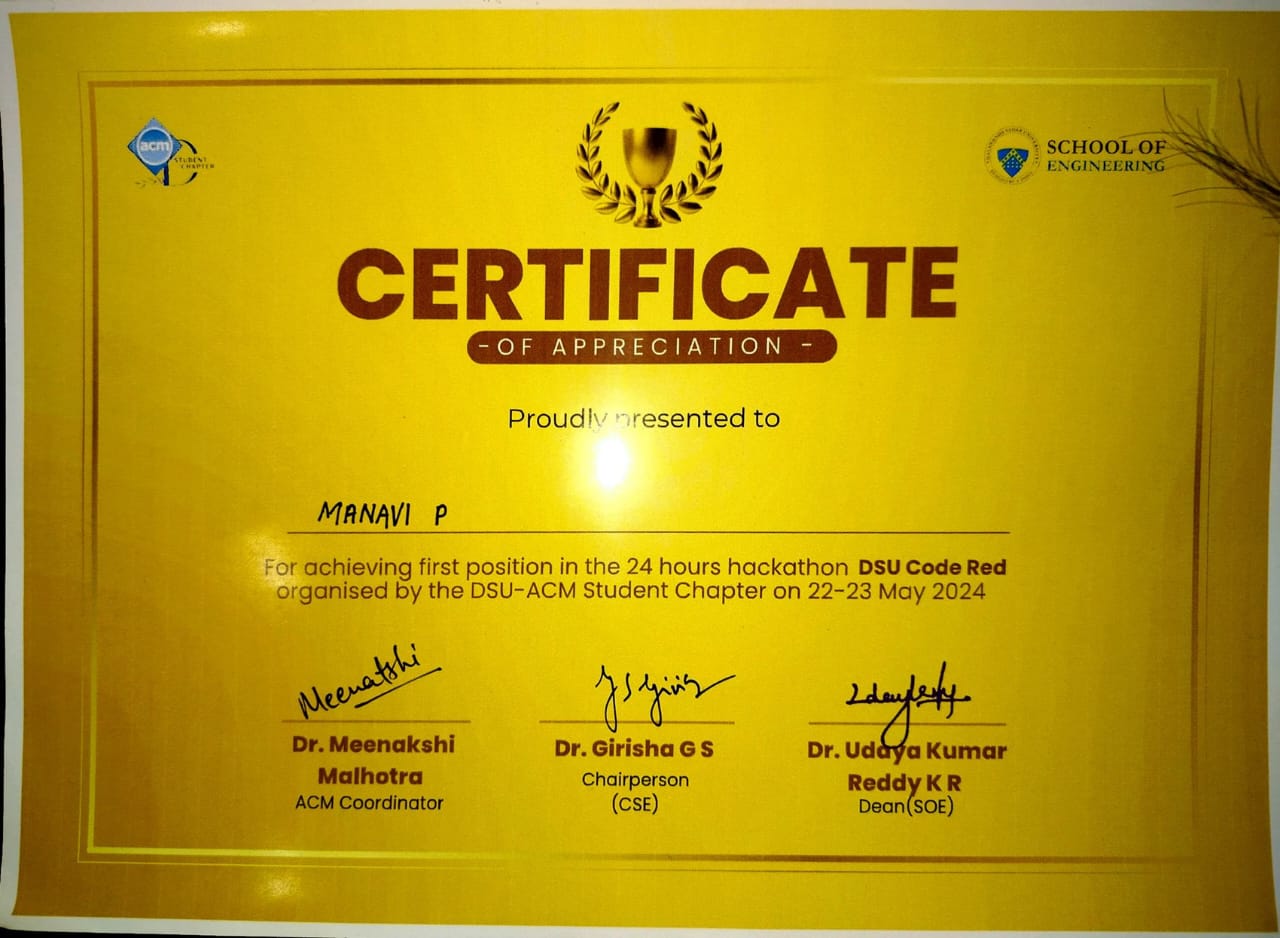 acm
STUDENT
CHAPTER
SCHOOL OF
ENGINEERING
CERTIFICATE
-OF APPRECIATION -
Proudly presented to
MANAVI P
For achieving first position in the 24 hours hackathon DSU Code Red
organised by the DSU-ACM Student Chapter on 22-23 May 2024
Meenakshi
Dr. Meenakshi
Malhotra
ACM Coordinator
Dr. Girisha G S
Chairperson
(CSE)
Dr. Udaya Kumar
Reddy K R
Dean(SOE)